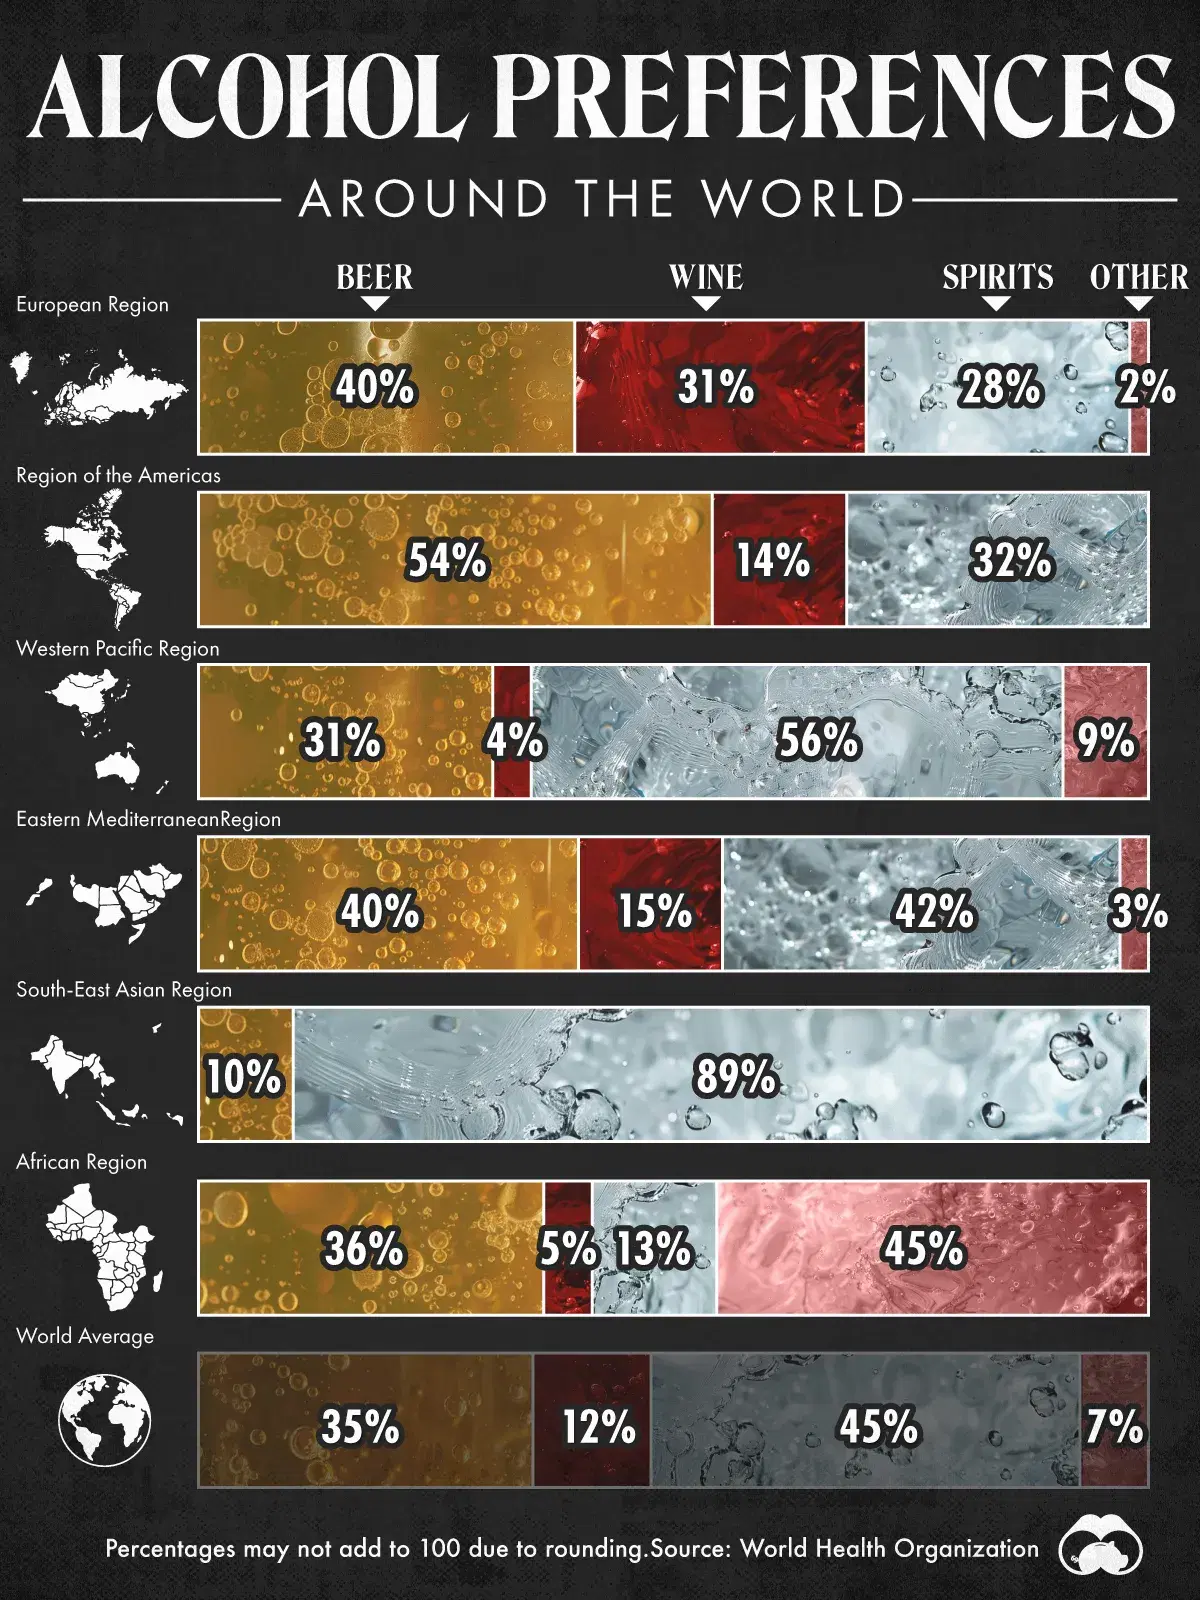 ALCOHOL PREFERENCES
AROUND THE WORLD
BEER WINE SPIRITS OTHER
European Region
40% 31% 28% 2%
Region of the Americas
54% 14% 32%
Western Pacific Region
31% 4% 56% 9%
Eastern MediterraneanRegion
40% 15% 42% 3%
South-East Asian Region
10% 89%
African Region
36% 5% 13% 45%
World Average
35% 12% 45% 7%
Percentages may not add to 100 due to rounding.Source: World Health Organization